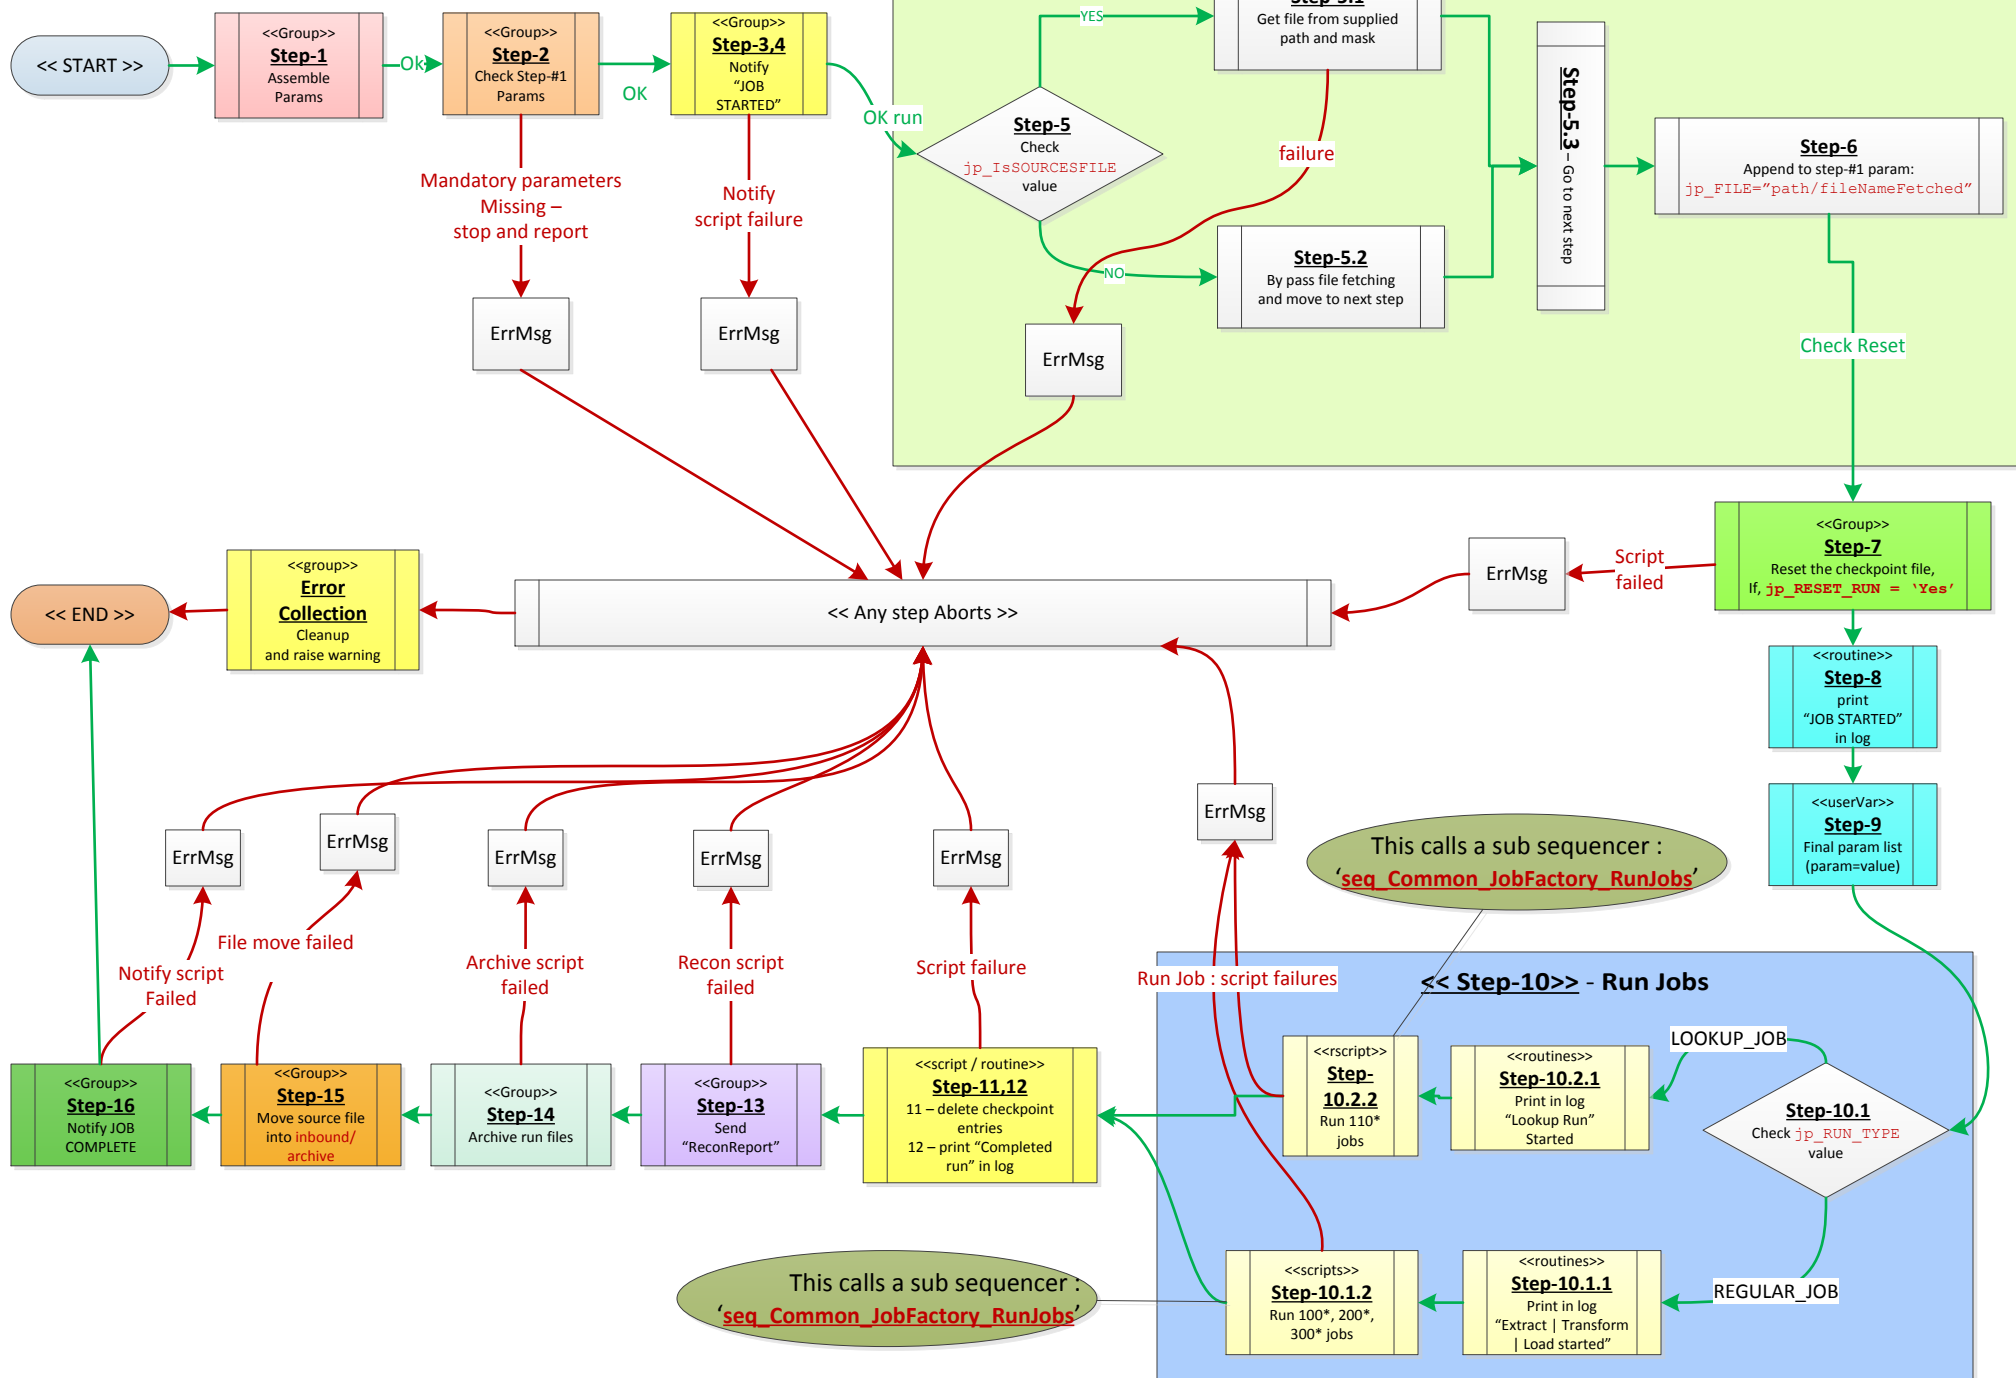 << START >>
<<Group>>
Step-1
Assemble
Params
Ok
<<Group>>
Step-2
Check Step-#1
Params
OK
<<Group>>
Step-3,4
Notify
“JOB
STARTED”
OK run
Step-5
Check
jp_IsSOURCESFILE
value
YES
Step-5.1
Get file from supplied
path and mask
failure
NO
Step-5.2
By pass file fetching
and move to next step
Step-5.3 – Go to next step
Step-6
Append to step-#1 param:
jp_FILE=”path/fileNameFetched”
Mandatory parameters
Missing –
stop and report
Notify
script failure
ErrMsg
ErrMsg
ErrMsg
Check Reset
<<Group>>
Step-7
Reset the checkpoint file,
If, jp_RESET_RUN = ‘Yes’
Script
failed
ErrMsg
<< Any step Aborts >>
<<group>>
Error
Collection
Cleanup
and raise warning
<< END >>
<<routine>>
Step-8
print
“JOB STARTED”
in log
<<userVar>>
Step-9
Final param list
(param=value)
ErrMsg
ErrMsg
ErrMsg
ErrMsg
ErrMsg
ErrMsg
This calls a sub sequencer :
‘seq_Common_JobFactory_RunJobs’
Notify script
Failed
File move failed
Archive script
failed
Recon script
failed
Script failure
Run Job : script failures
<< Step-10>> - Run Jobs
LOOKUP_JOB
Step-10.1
Check jp_RUN_TYPE
value
<<routines>>
Step-10.2.1
Print in log
“Lookup Run”
Started
<<rscript>>
Step-
10.2.2
Run 110*
jobs
<<script / routine>>
Step-11,12
11 – delete checkpoint
entries
12 – print “Completed
run” in log
<<Group>>
Step-13
Send
“ReconReport”
<<Group>>
Step-14
Archive run files
<<Group>>
Step-15
Move source file
into inbound/
archive
<<Group>>
Step-16
Notify JOB
COMPLETE
REGULAR_JOB
<<routines>>
Step-10.1.1
Print in log
“Extract | Transform
| Load started”
<<scripts>>
Step-10.1.2
Run 100*, 200*,
300* jobs
This calls a sub sequencer :
‘seq_Common_JobFactory_RunJobs’